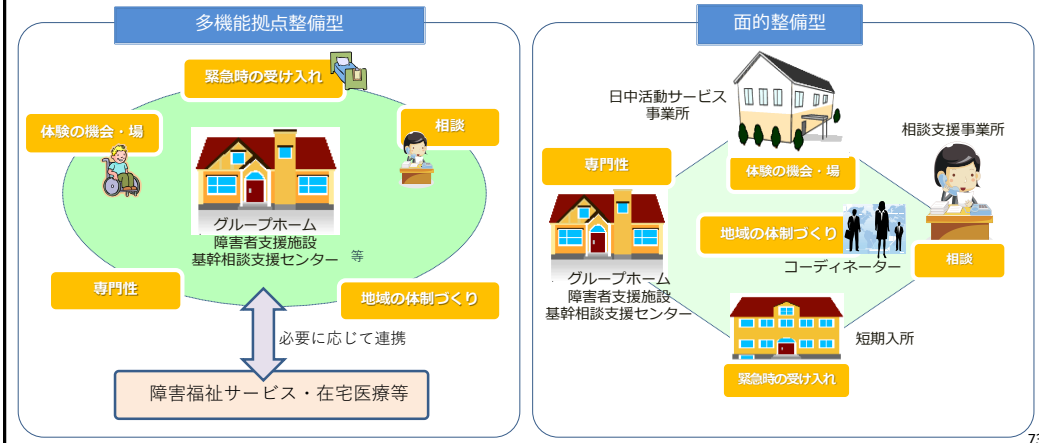 多機能拠点整備型
緊急時の受け入れ
体験の機会・場
相談
グループホーム
障害者支援施設
基幹相談支援センター 等
専門性
地域の体制づくり
必要に応じて連携
障害福祉サービス・在宅医療等
面的整備型
日中活動サービス
事業所
相談支援事業所
専門性
体験の機会・場
地域の体制づくり
コーディネーター
相談
グループホーム
障害者支援施設
基幹相談支援センター
短期入所
緊急時の受け入れ
73